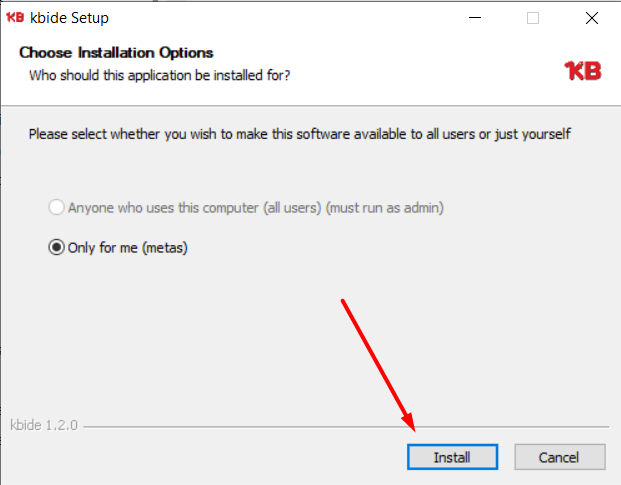 KB kbide Setup
Choose Installation Options
Who should this application be installed for?
KB
Please select whether you wish to make this software available to all users or just yourself
Anyone who uses this computer (all users) (must run as admin)
Only for me (metas)
kbide 1.2.0
Install Cancel